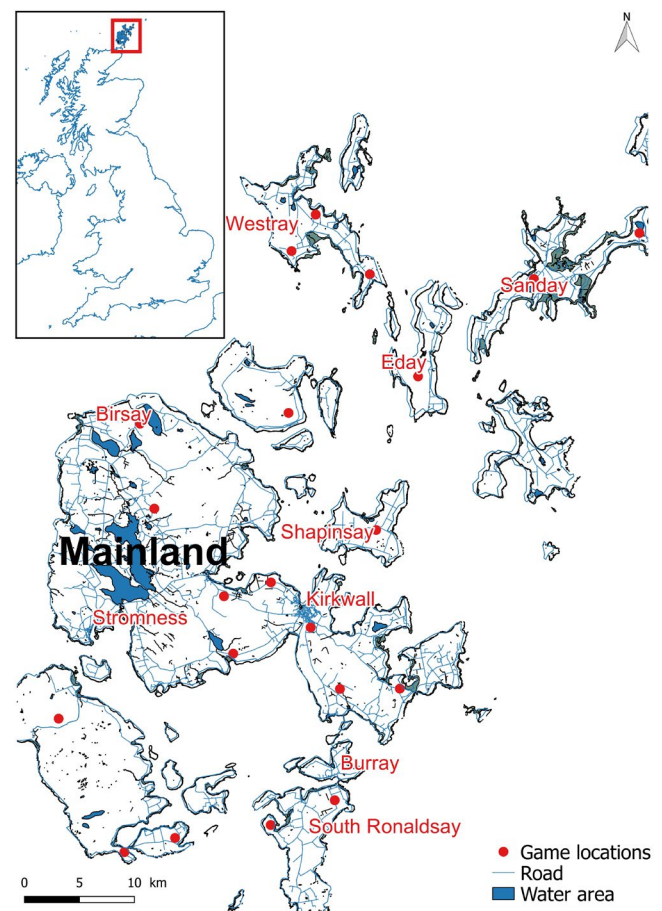 N
Westray
Sanday
Eday
Birsay
Shapinsay
Mainland
Kirkwall
Stromness
Burray
South Ronaldsay
Game locations
Road
Water area
0 5 10 km